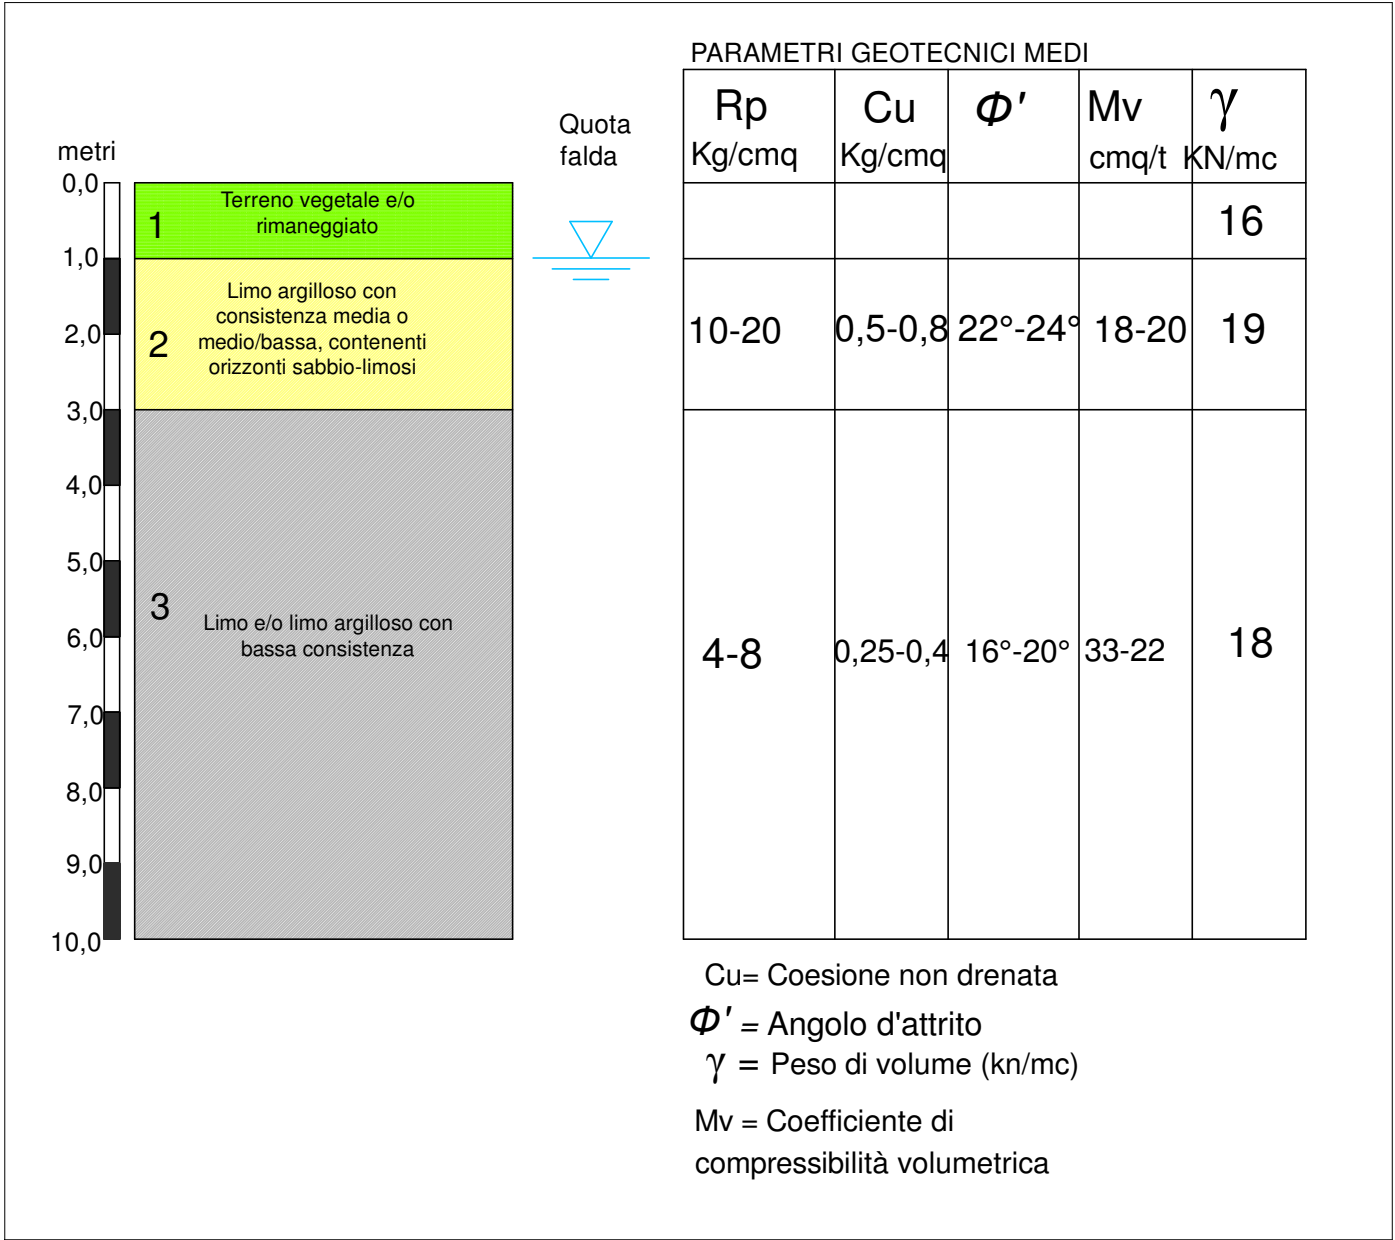 PARAMETRI GEOTECNICI MEDI
Rp
Cu
Φ'
Mv
γ
Kg/cmq
Kg/cmq
cmq/t
KN/mc
Quota
falda
metri
0,0
1,0
2,0
3,0
4,0
5,0
6,0
7,0
8,0
9,0
10,0
1
Terreno vegetale e/o
rimaneggiato
16
2
Limo argilloso con
consistenza media o
medio/bassa, contenenti
orizzonti sabbio-limosi
10-20
0,5-0,8
22°-24°
18-20
19
3
Limo e/o limo argilloso con
bassa consistenza
4-8
0,25-0,4
16°-20°
33-22
18
Cu= Coesione non drenata
Φ' = Angolo d'attrito
γ = Peso di volume (kn/mc)
Mv = Coefficiente di
compressibilità volumetrica